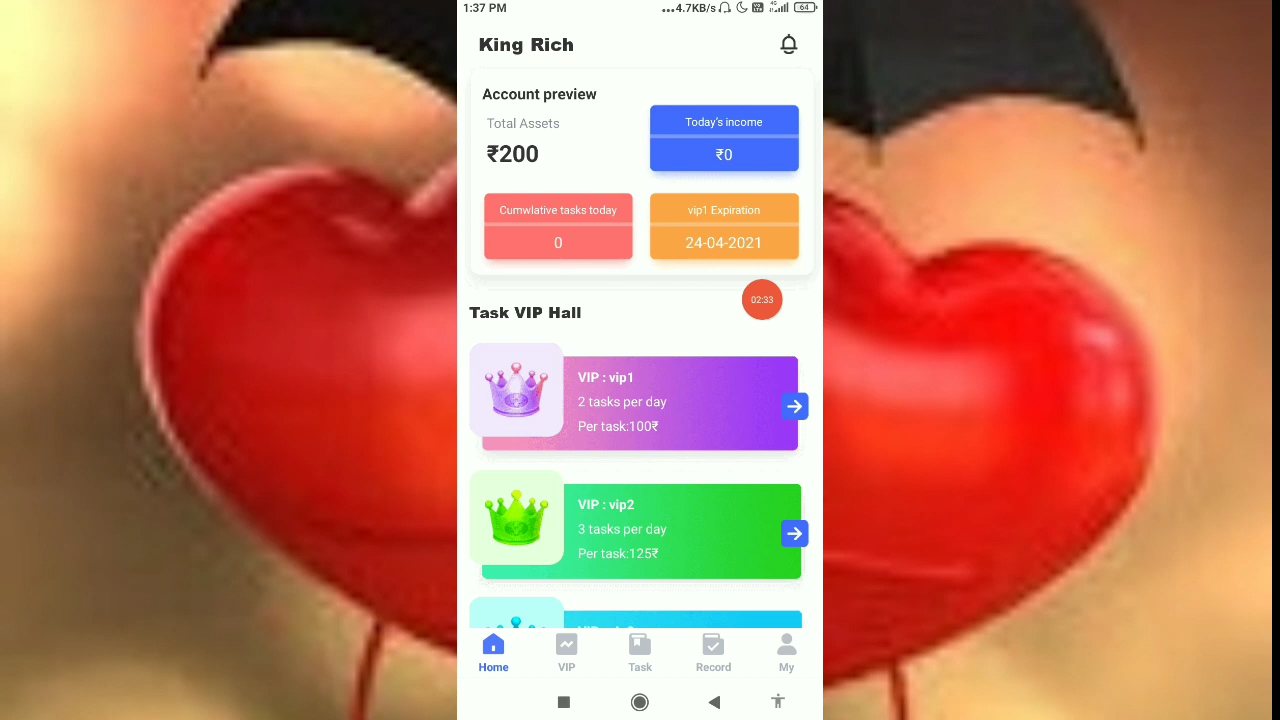 1:37 PM
...4.7KB/s 4G 64
King Rich
Account preview
Total Assets
₹200
Today's income
₹0
Cumwlative tasks today
0
vip1 Expiration
24-04-2021
02:33
Task VIP Hall
VIP : vip1
2 tasks per day
Per task:100₹
VIP : vip2
3 tasks per day
Per task:125₹
Home
VIP
Task
Record
My